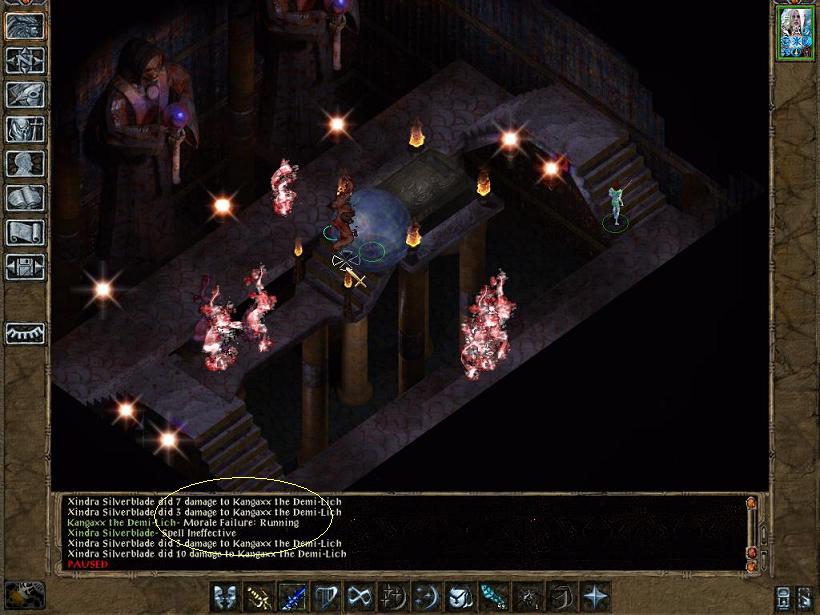 Xindra Silverblade did 7 damage to Kangaxx the Demi-Lich
Xindra Silverblade did 3 damage to Kangaxx the Demi-Lich
Kangaxx the Demi-Lich- Morale Failure: Running
Xindra Silverblade- Spell Ineffective
Xindra Silverblade did 3 damage to Kangaxx the Demi-Lich
Xindra Silverblade did 10 damage to Kangaxx the Demi-Lich
PAUSED